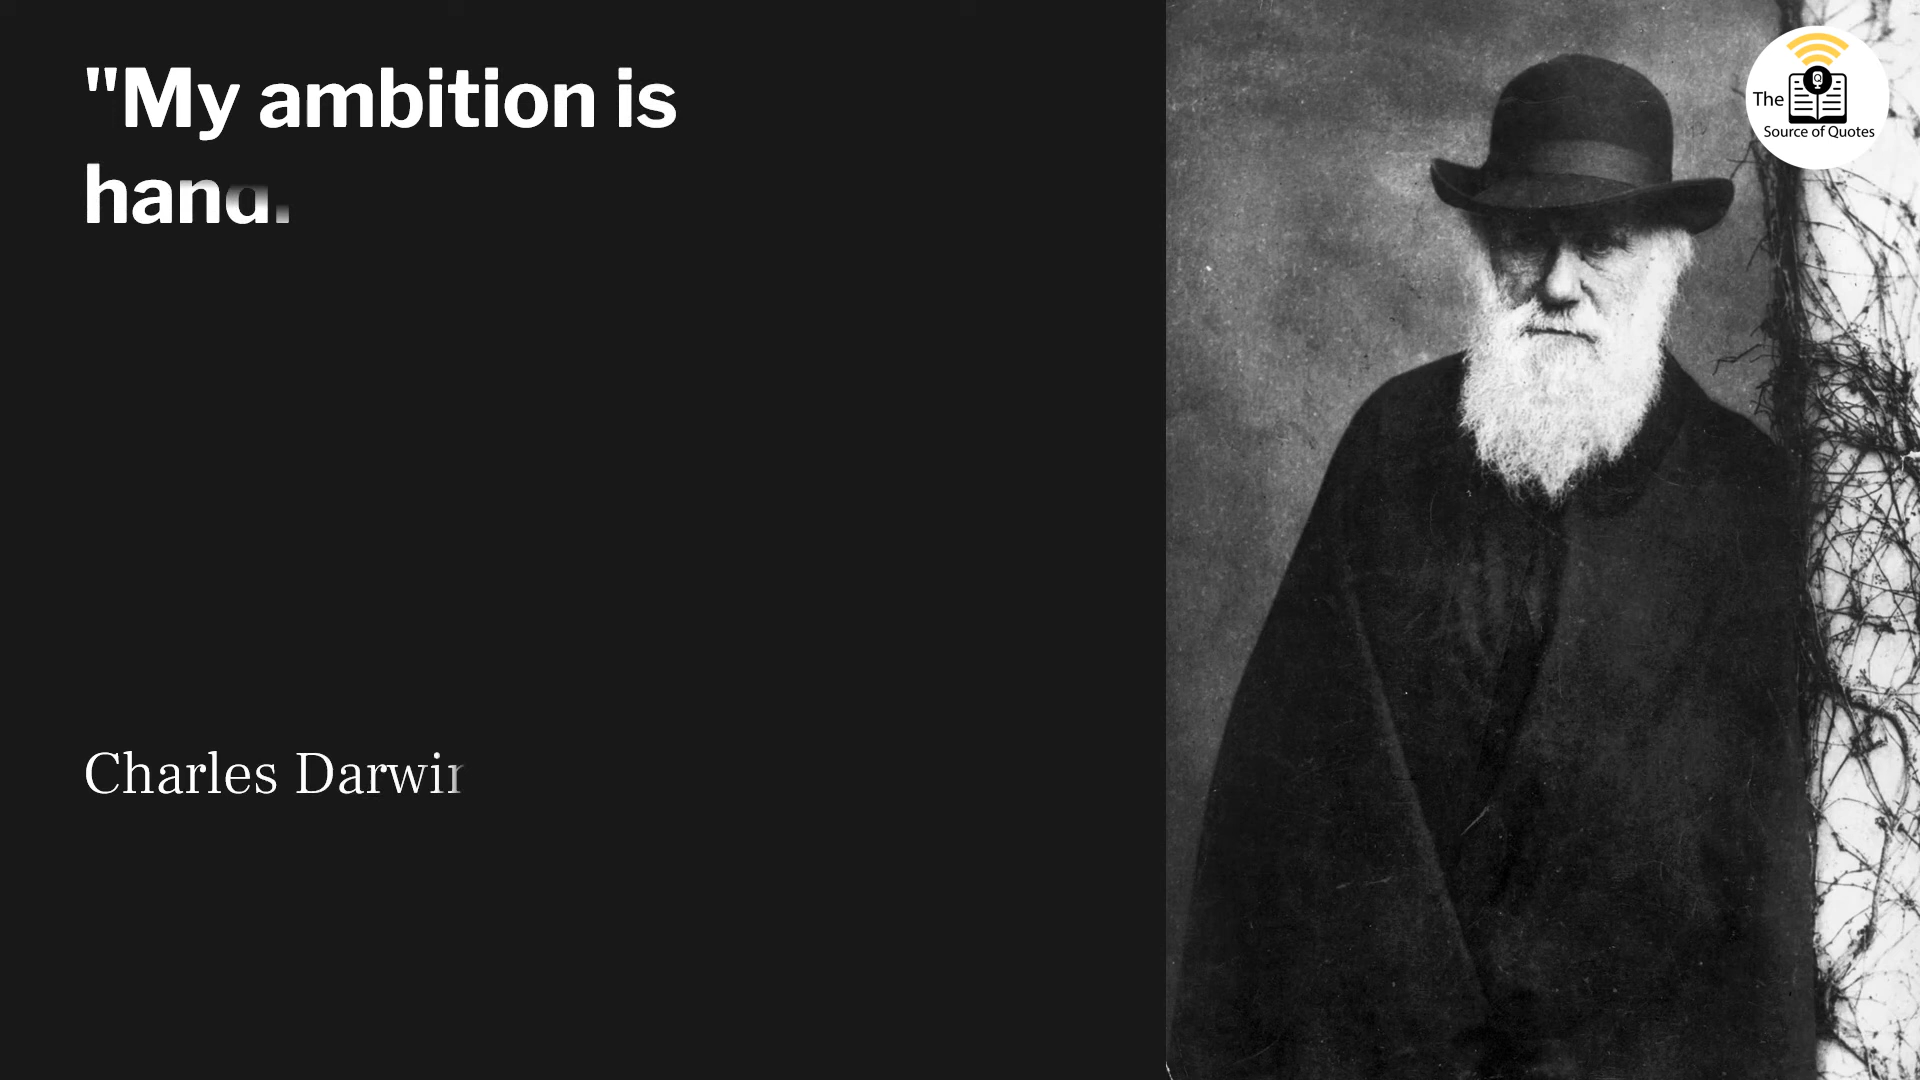 "My ambition is
Charles Darwin
The
Source of Quotes